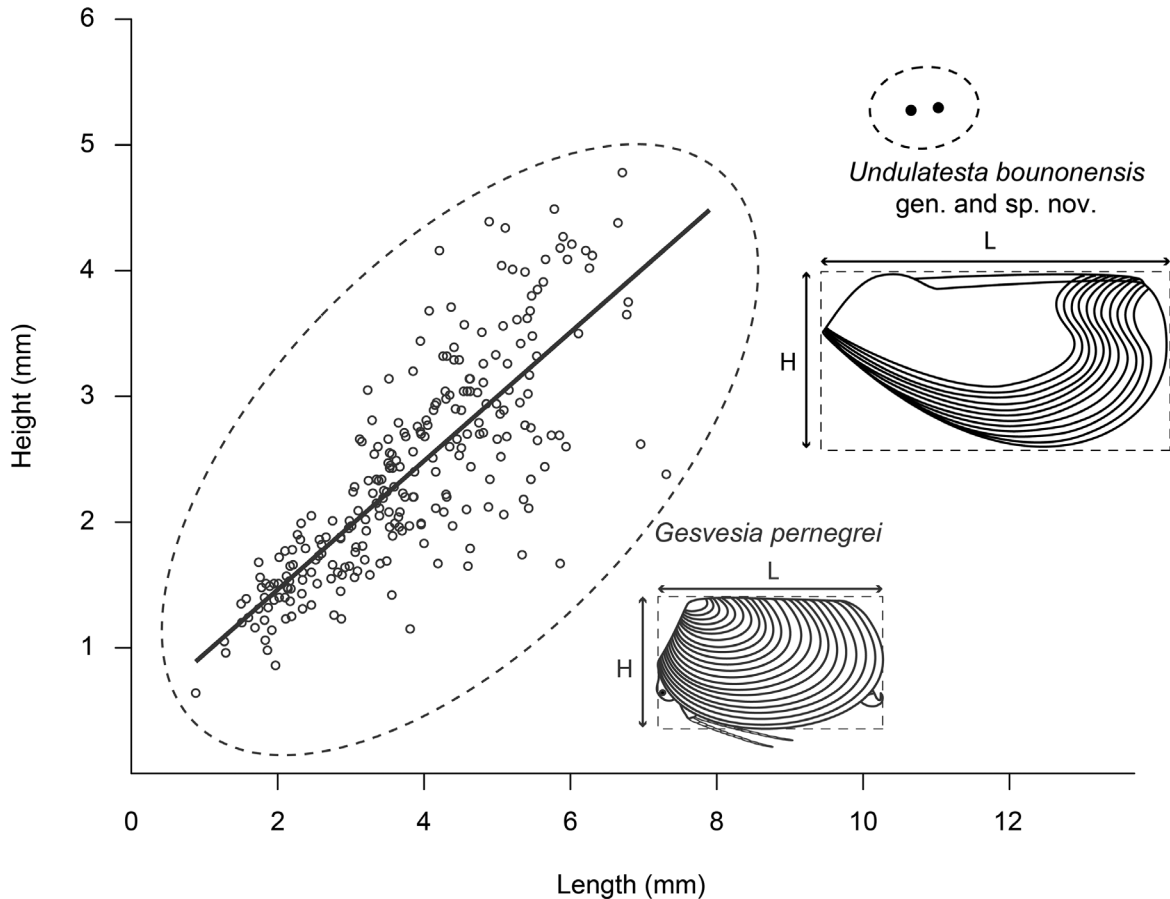 6
5
4
3
2
1
Height (mm)
0
2
4
6
8
10
12
Length (mm)
Undulatesta bounonensis
gen. and sp. nov.
L
H
Gesvesia pernegrei
L
H